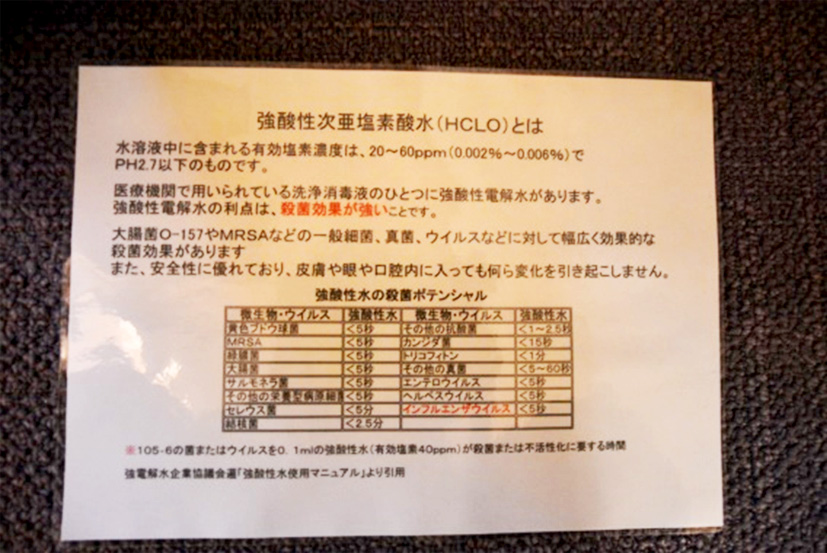 強酸性次亜塩素酸水(HCLO)とは
水溶液中に含まれる有効塩素濃度は、20～60ppm(0.002%～0.006%)で
PH2.7以下のものです。
医療機関で用いられている洗浄消毒液のひとつに強酸性電解水があります。
強酸性電解水の利点は、殺菌効果が強いことです。
大腸菌O-157やMRSAなどの一般細菌、真菌、ウイルスなどに対して幅広く効果的な
殺菌効果があります
また、安全性に優れており、皮膚や眼や口腔内に入っても何ら変化を引き起こしません。
強酸性水の殺菌ポテンシャル
微生物・ウイルス 強酸性水 微生物・ウイルス 強酸性水
黄色ブドウ球菌 <5秒 その他の抗酸菌 <1～2.5秒
MRSA <5秒 カンジダ菌 <15秒
緑膿菌 <5秒 トリコフィトン <1分
大腸菌 <5秒 その他の真菌 <5～60秒
サルモネラ菌 <5秒 エンテロウイルス <5秒
その他の栄養型病原細菌 <5秒 ヘルペスウイルス <5秒
セレウス菌 <5分 インフルエンザウイルス <5秒
結核菌 <2.5分
※105-6の菌またはウイルスを0.1mlの強酸性水(有効塩素40ppm)が殺菌または不活性化に要する時間
強電解水企業協議会遍「強酸性水使用マニュアル」より引用